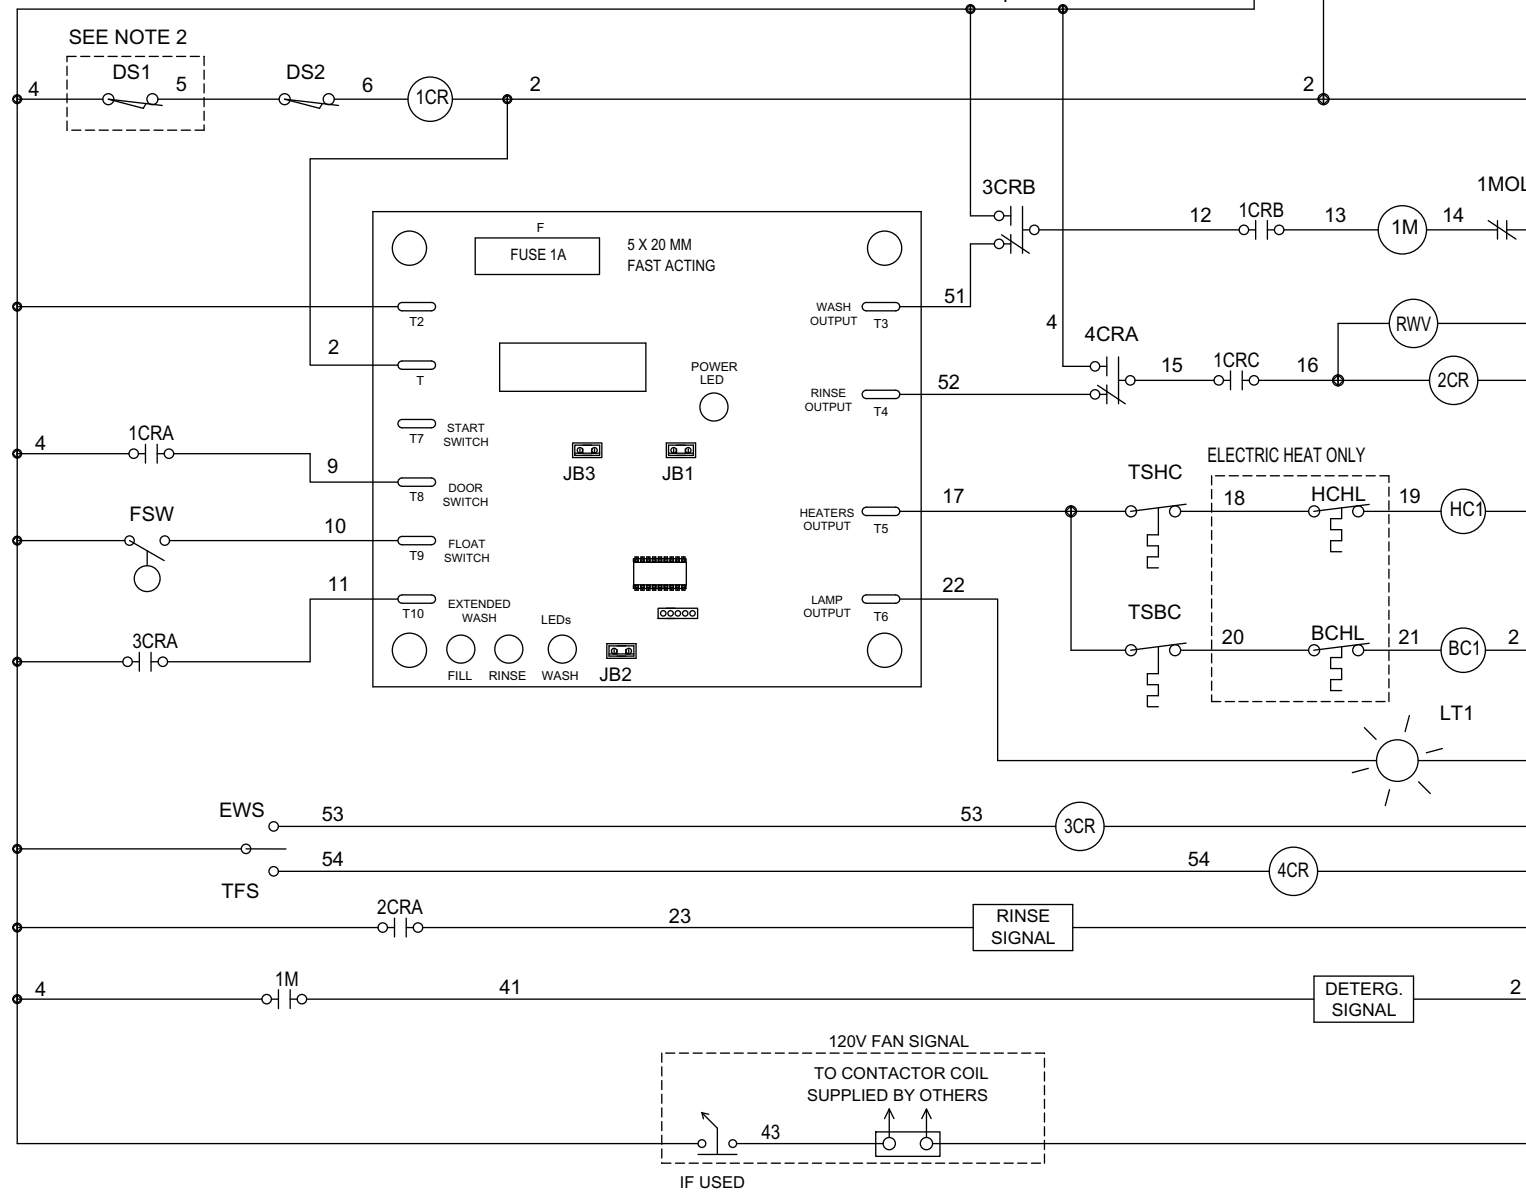 SEE NOTE 2
DS1
DS2
4
5
6
1CR
2
2
3CRB
1MOL
12
1CRB
13
1M
14
F
FUSE 1A
5 X 20 MM
FAST ACTING
T2
WASH
OUTPUT
T3
51
RWV
4
4CRA
2
T
POWER
LED
15
1CRC
16
2CR
RINSE
OUTPUT
T4
52
T7
START
SWITCH
4
1CRA
9
JB3
JB1
ELECTRIC HEAT ONLY
TSHC
T8
DOOR
SWITCH
17
18
HCHL
19
HC1
HEATERS
OUTPUT
T5
FSW
10
T9
FLOAT
SWITCH
11
T10
EXTENDED
WASH
LEDs
LAMP
OUTPUT
T6
22
TSBC
20
BCHL
21
BC1
2
3CRA
FILL
RINSE
WASH
JB2
LT1
EWS
53
53
3CR
TFS
54
54
4CR
2CRA
23
RINSE
SIGNAL
4
1M
41
DETERG.
SIGNAL
2
120V FAN SIGNAL
TO CONTACTOR COIL
SUPPLIED BY OTHERS
43
IF USED